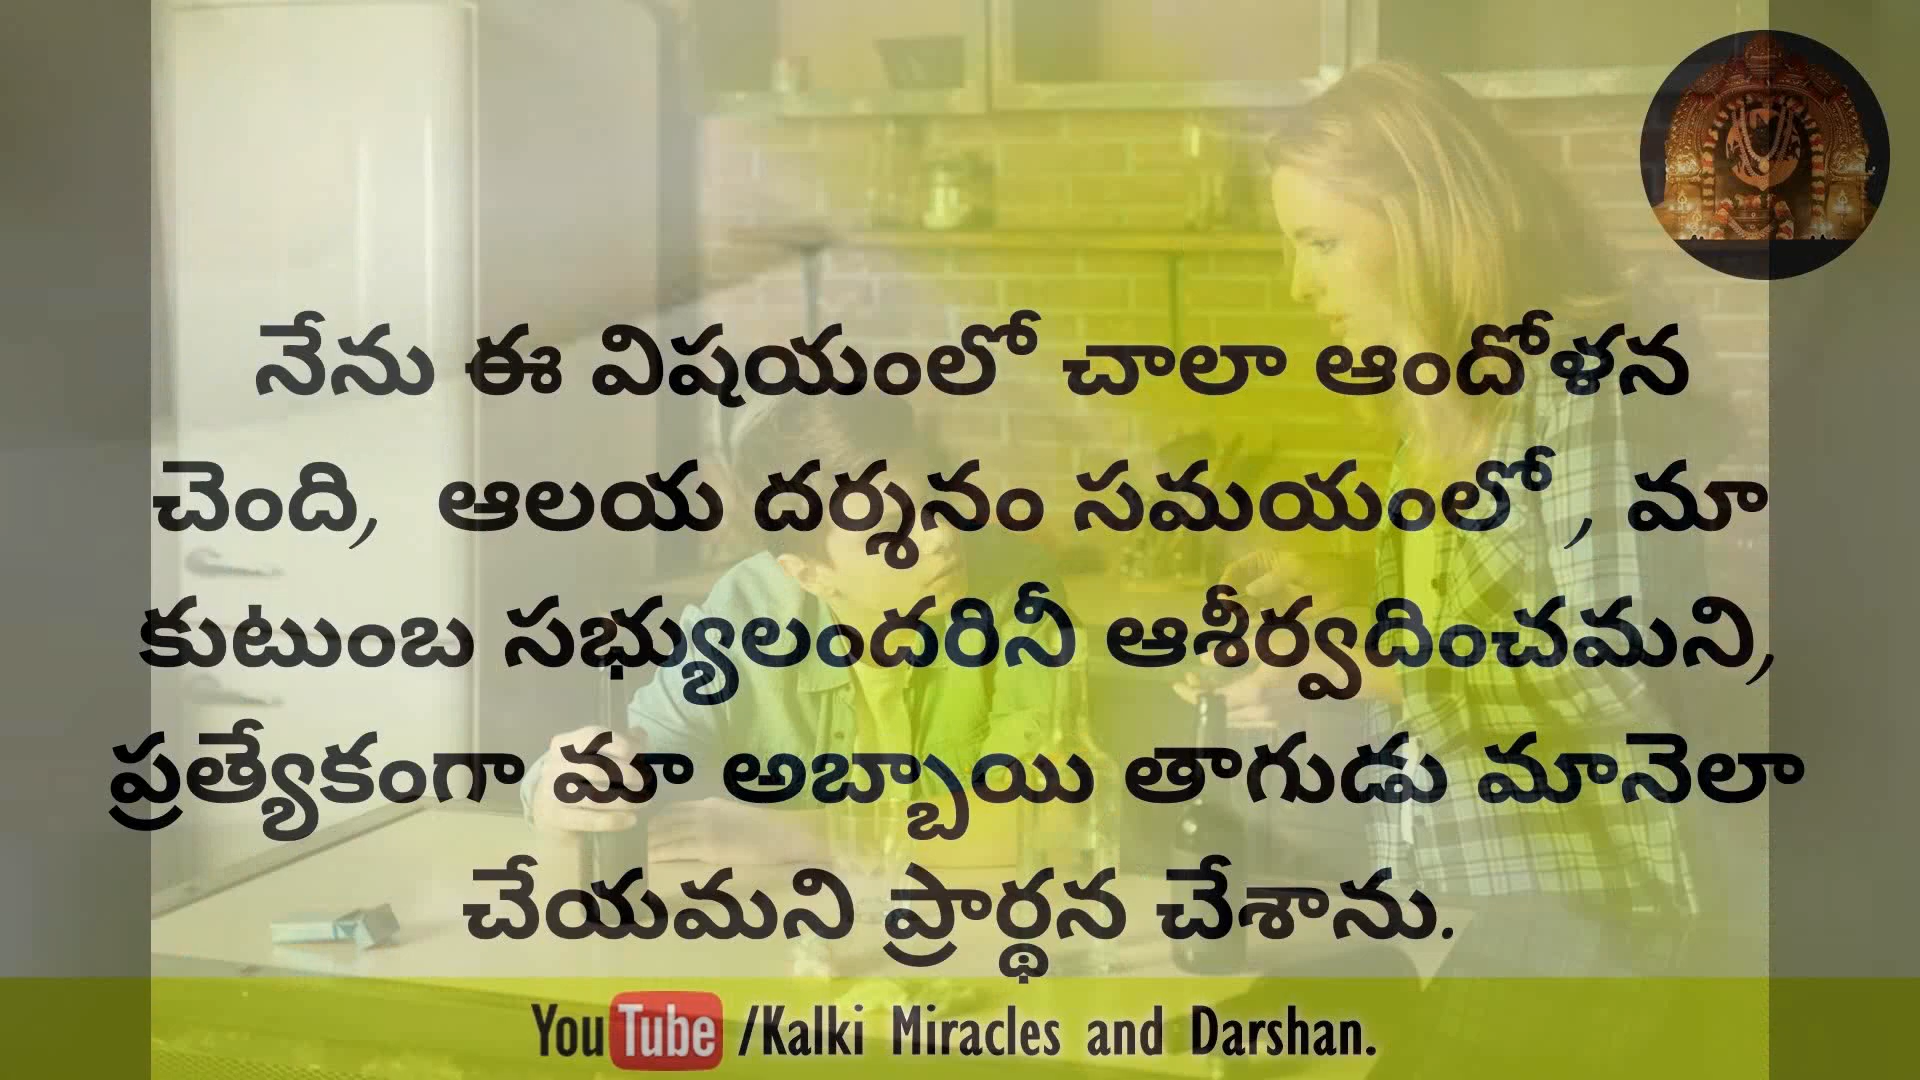 నేను ఈ విషయంలో చాలా ఆందోళన
చెంది, ఆలయ దర్శనం సమయంలో, మా
కుటుంబ సభ్యులందరినీ ఆశీర్వదించమని,
ప్రత్యేకంగా మా అబ్బాయి తాగుడు మానెలా
చేయమని ప్రార్థన చేశాను.
YouTube /Kalki Miracles and Darshan.